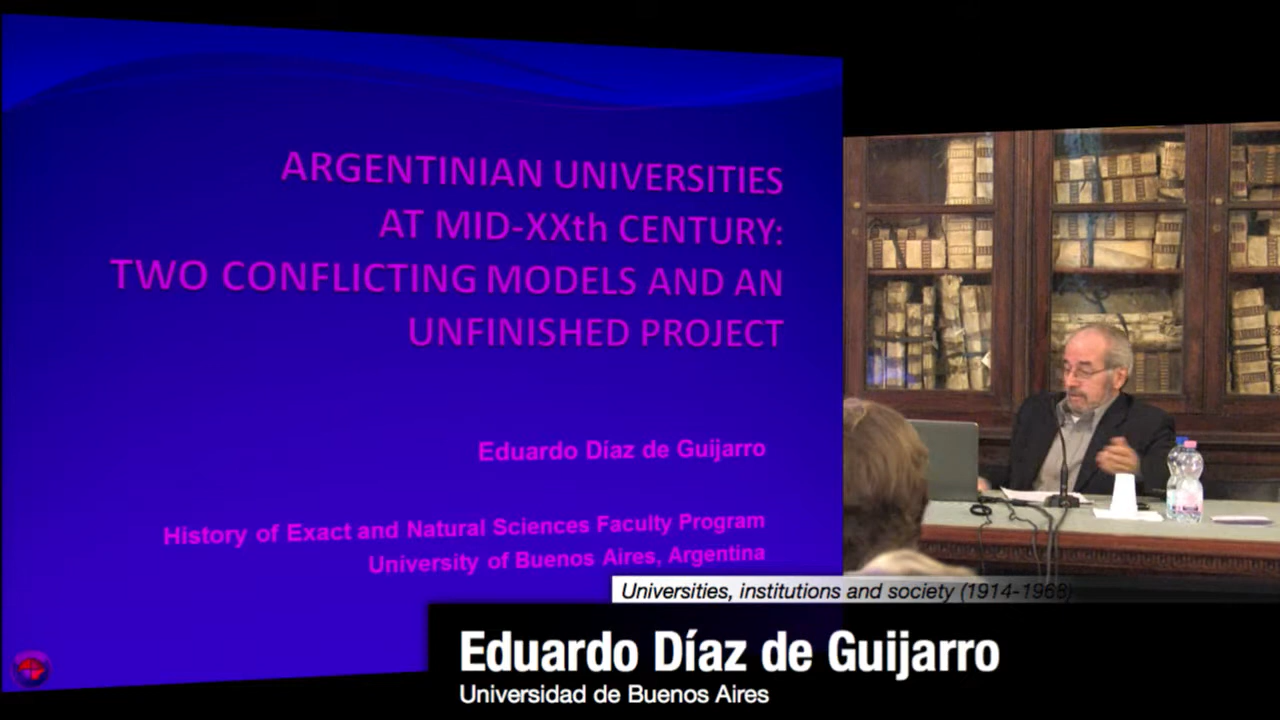 ARGENTINIAN UNIVERSITIES
AT MID-XXth CENTURY:
TWO CONFLICTING MODELS AND AN
UNFINISHED PROJECT
Eduardo Díaz de Guijarro
History of Exact and Natural Sciences Faculty Program
University of Buenos Aires, Argentina
Universities, institutions and society (1914-1968)
Eduardo Díaz de Guijarro
Universidad de Buenos Aires